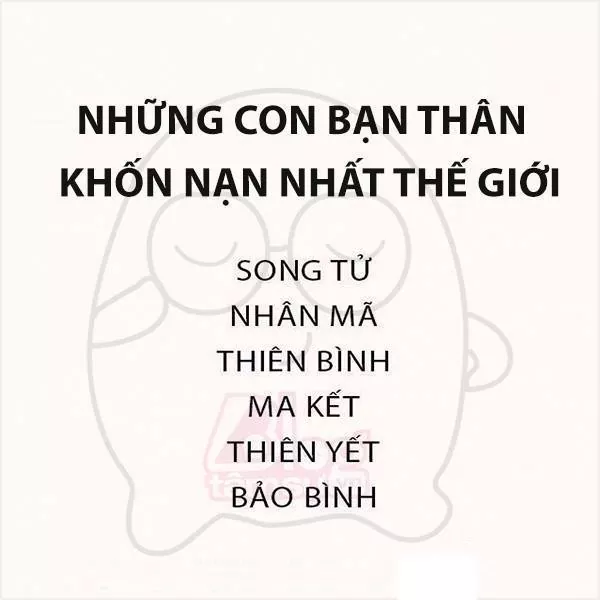 NHỮNG CON BẠN THÂN
KHỐN NẠN NHẤT THẾ GIỚI
SONG TỬ
NHÂN MÃ
THIÊN BÌNH
MA KẾT
THIÊN YẾT
BẢO BÌNH